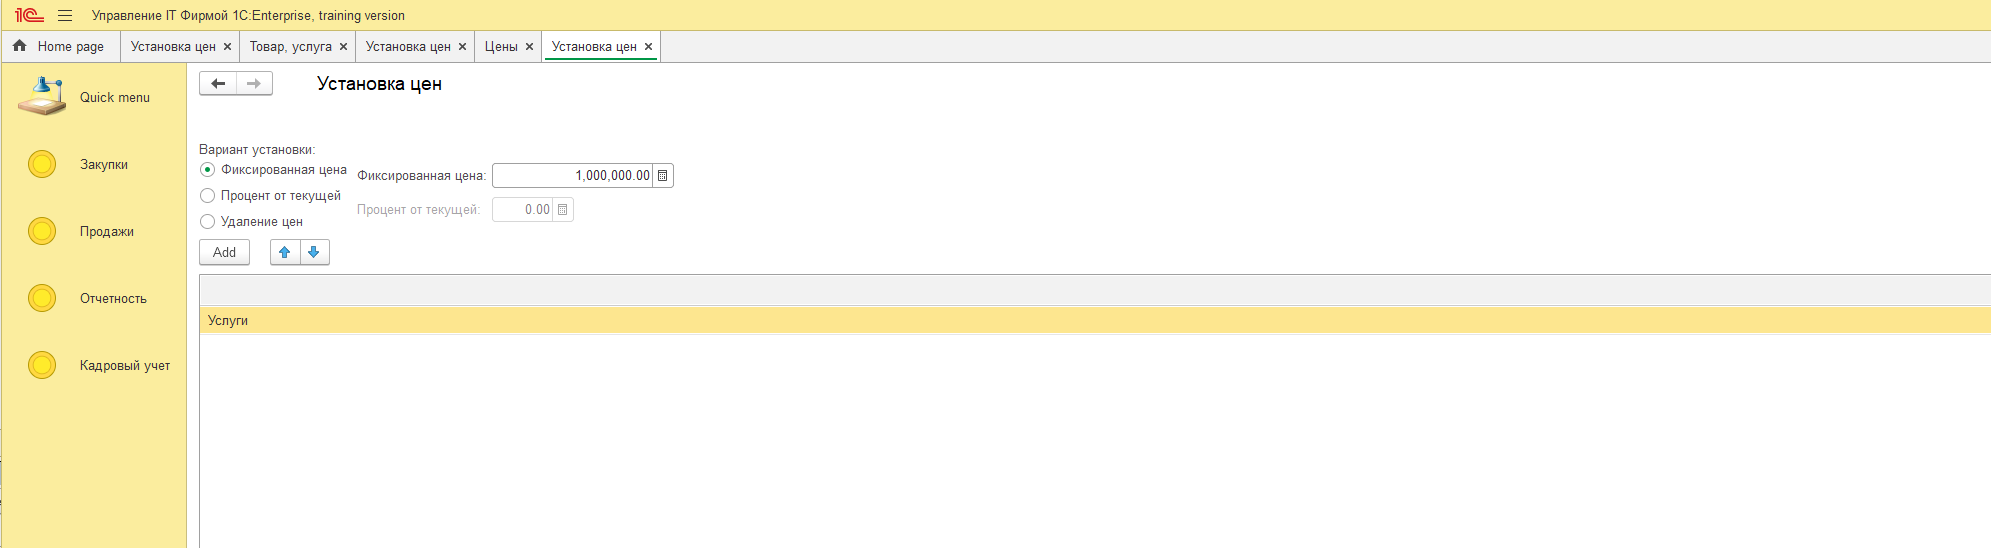 1С Управление IT Фирмой 1C:Enterprise, training version
Home page Установка цен Товар, услуга Установка цен Цены Установка цен
Quick menu
Закупки
Продажи
Отчетность
Кадровый учет
Установка цен
Вариант установки:
Фиксированная цена
Процент от текущей
Удаление цен
Фиксированная цена: 1,000,000.00
Процент от текущей: 0.00
Add
Услуги